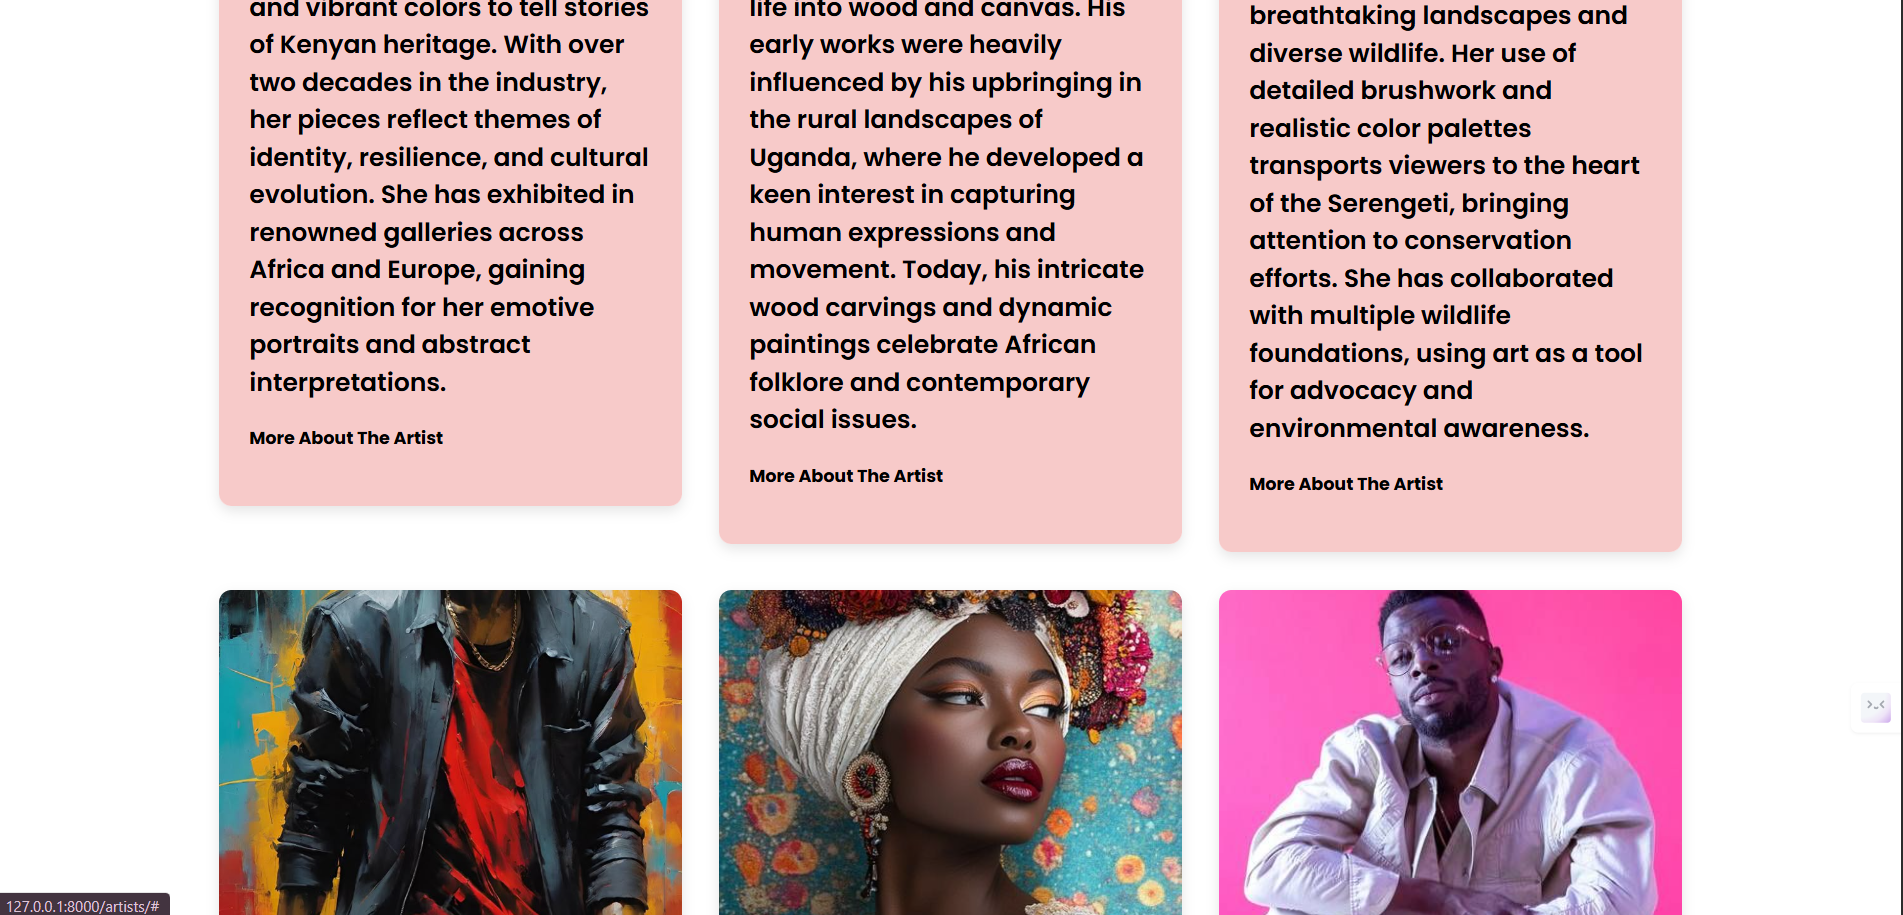 and vibrant colors to tell stories
of Kenyan heritage. With over
two decades in the industry,
her pieces reflect themes of
identity, resilience, and cultural
evolution. She has exhibited in
renowned galleries across
Africa and Europe, gaining
recognition for her emotive
portraits and abstract
interpretations.
More About The Artist
life into wood and canvas. His
early works were heavily
influenced by his upbringing in
the rural landscapes of
Uganda, where he developed a
keen interest in capturing
human expressions and
movement. Today, his intricate
wood carvings and dynamic
paintings celebrate African
folklore and contemporary
social issues.
More About The Artist
breathtaking landscapes and
diverse wildlife. Her use of
detailed brushwork and
realistic color palettes
transports viewers to the heart
of the Serengeti, bringing
attention to conservation
efforts. She has collaborated
with multiple wildlife
foundations, using art as a tool
for advocacy and
environmental awareness.
More About The Artist
127.0.0.1:8000/artists/#